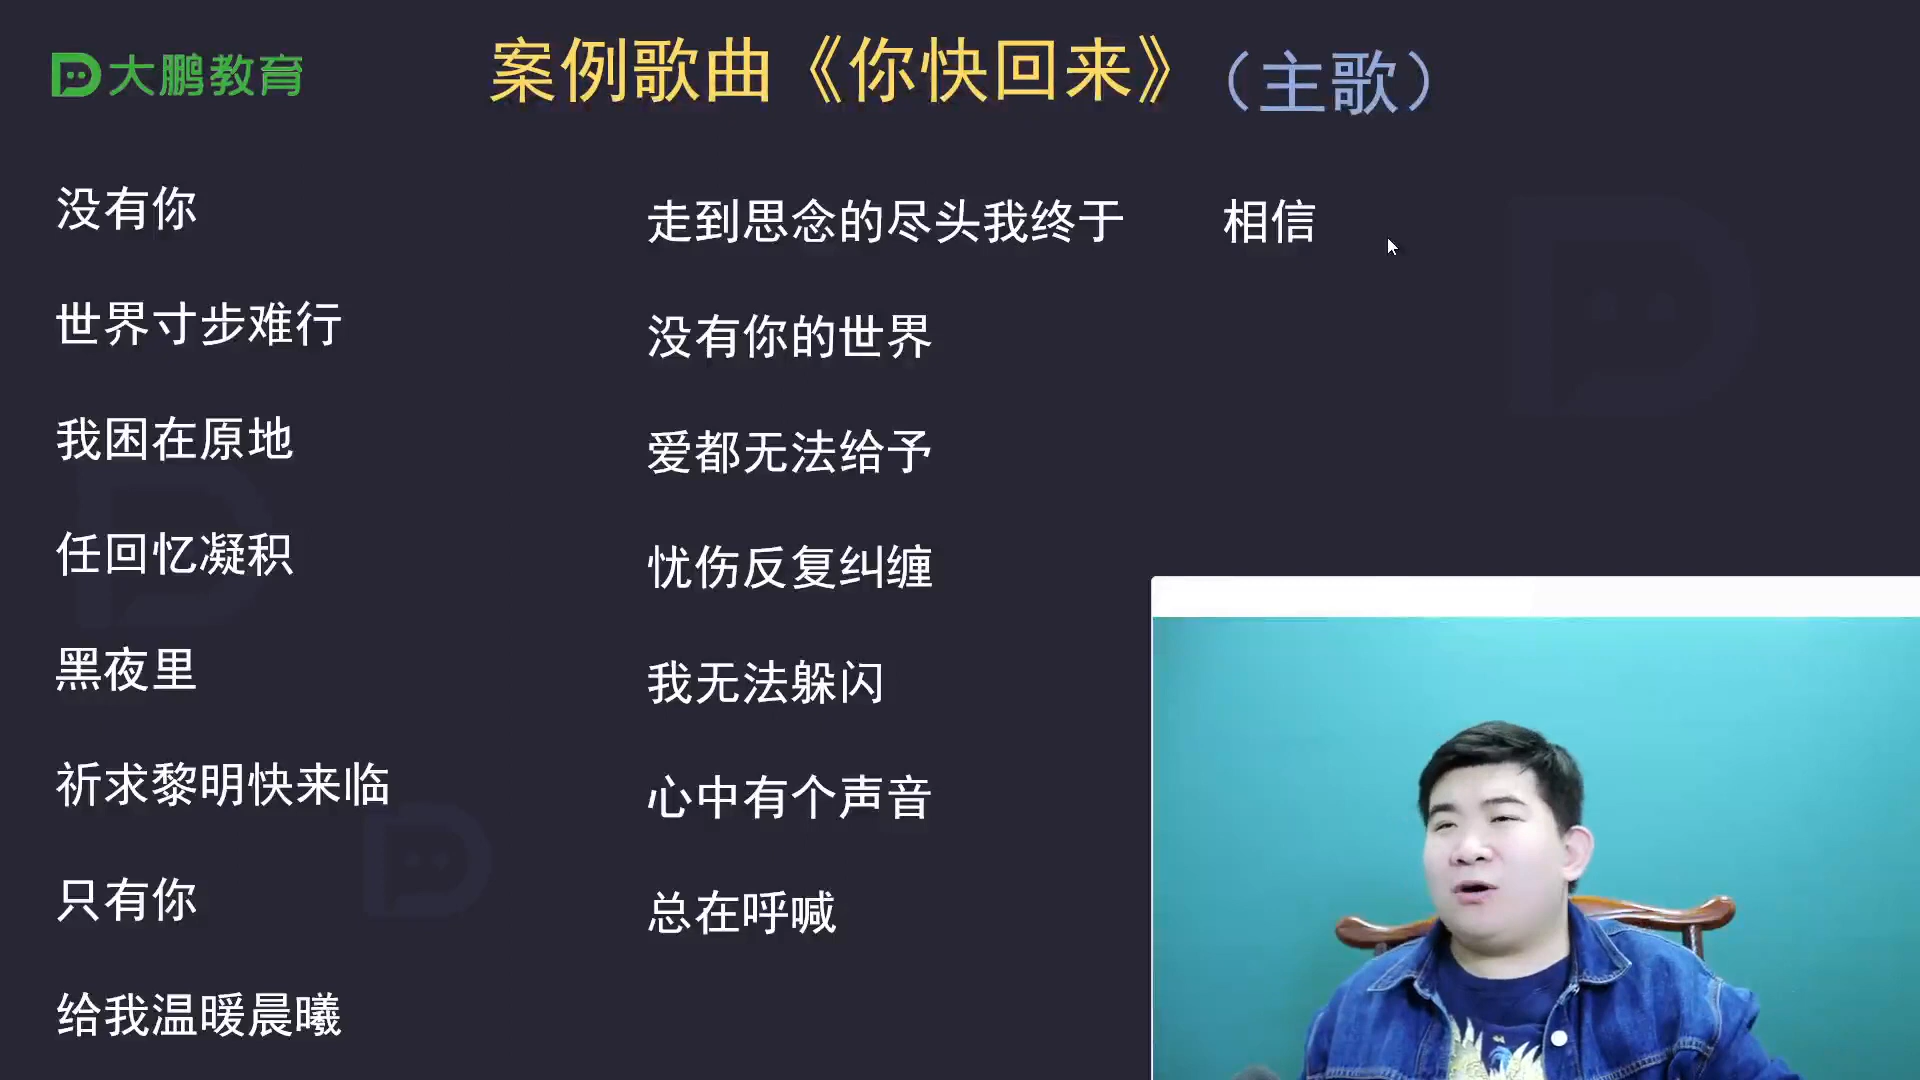 大鹏教育
案例歌曲《你快回来》（主歌）
没有你
世界寸步难行
我困在原地
任回忆凝积
黑夜里
祈求黎明快来临
只有你
给我温暖晨曦
走到思念的尽头我终于 相信
没有你的世界
爱都无法给予
忧伤反复纠缠
我无法躲闪
心中有个声音
总在呼喊